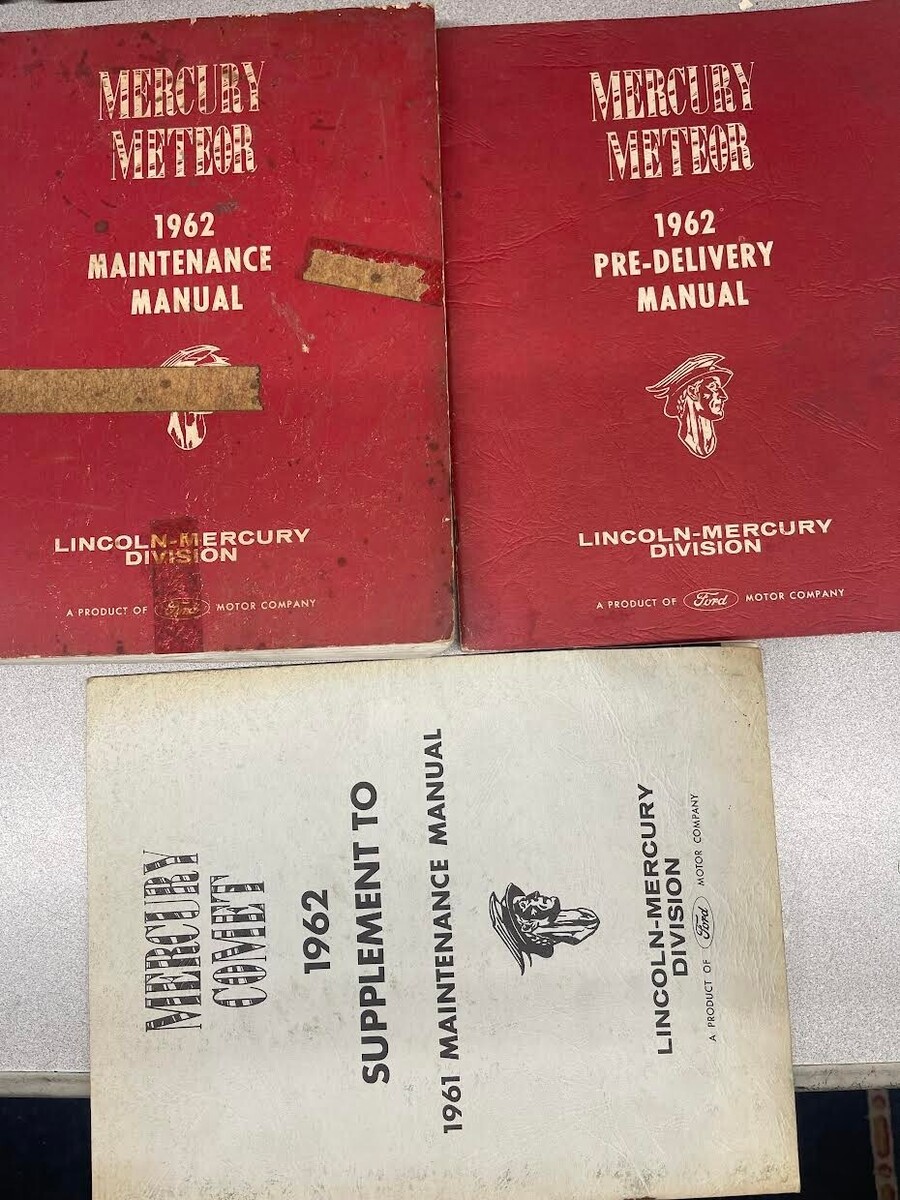 MERCURY
METEOR
1962
MAINTENANCE
MANUAL
LINCOLN-MERCURY
DIVISION
A PRODUCT OF Ford MOTOR COMPANY
MERCURY
METEOR
1962
PRE-DELIVERY
MANUAL
LINCOLN-MERCURY
DIVISION
A PRODUCT OF Ford MOTOR COMPANY
MERCURY
COMET
1962
SUPPLEMENT TO
1961 MAINTENANCE MANUAL
LINCOLN-MERCURY
DIVISION
A PRODUCT OF Ford MOTOR COMPANY